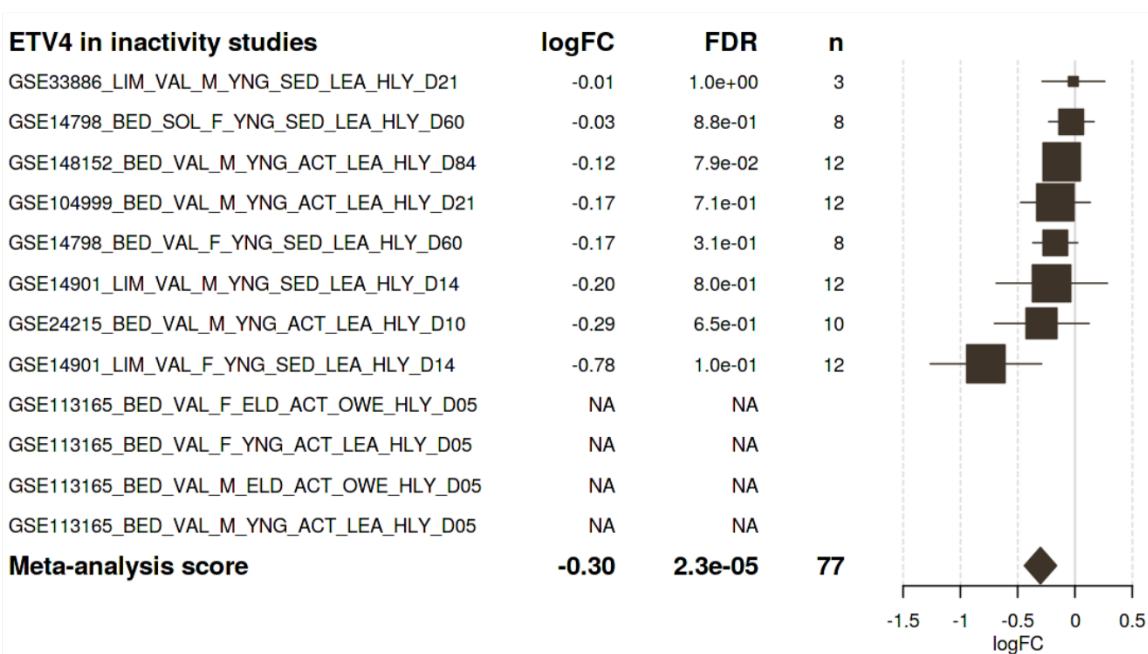 ETV4 in inactivity studies logFC FDR n
GSE33886_LIM_VAL_M_YNG_SED_LEA_HLY_D21 -0.01 1.0e+00 3
GSE14798_BED_SOL_F_YNG_SED_LEA_HLY_D60 -0.03 8.8e-01 8
GSE148152_BED_VAL_M_YNG_ACT_LEA_HLY_D84 -0.12 7.9e-02 12
GSE104999_BED_VAL_M_YNG_ACT_LEA_HLY_D21 -0.17 7.1e-01 12
GSE14798_BED_VAL_F_YNG_SED_LEA_HLY_D60 -0.17 3.1e-01 8
GSE14901_LIM_VAL_M_YNG_SED_LEA_HLY_D14 -0.20 8.0e-01 12
GSE24215_BED_VAL_M_YNG_ACT_LEA_HLY_D10 -0.29 6.5e-01 10
GSE14901_LIM_VAL_F_YNG_SED_LEA_HLY_D14 -0.78 1.0e-01 12
GSE113165_BED_VAL_F_ELD_ACT_OWE_HLY_D05 NA NA
GSE113165_BED_VAL_F_YNG_ACT_LEA_HLY_D05 NA NA
GSE113165_BED_VAL_M_ELD_ACT_OWE_HLY_D05 NA NA
GSE113165_BED_VAL_M_YNG_ACT_LEA_HLY_D05 NA NA
Meta-analysis score -0.30 2.3e-05 77
-1.5 -1 -0.5 0 0.5
logFC